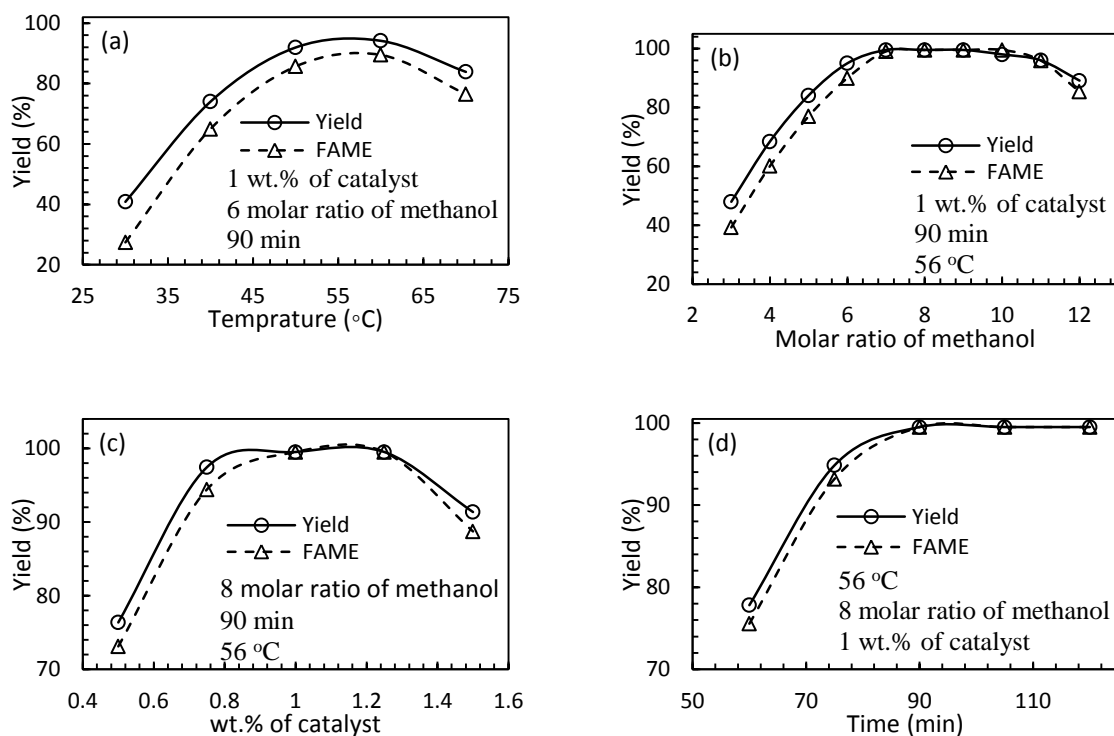 (a)
Yield (%)
100
80
60
40
20
Yield
FAME
1 wt.% of catalyst
6 molar ratio of methanol
90 min
25 35 45 55 65 75
Temprature (°C)
(b)
Yield (%)
100
80
60
40
20
Yield
FAME
1 wt.% of catalyst
90 min
56 °C
2 4 6 8 10 12
Molar ratio of methanol
(c)
Yield (%)
100
90
80
70
Yield
FAME
8 molar ratio of methanol
90 min
56 °C
0.4 0.6 0.8 1 1.2 1.4 1.6
wt.% of catalyst
(d)
Yield (%)
100
90
80
70
Yield
FAME
56 °C
8 molar ratio of methanol
1 wt.% of catalyst
50 70 90 110
Time (min)